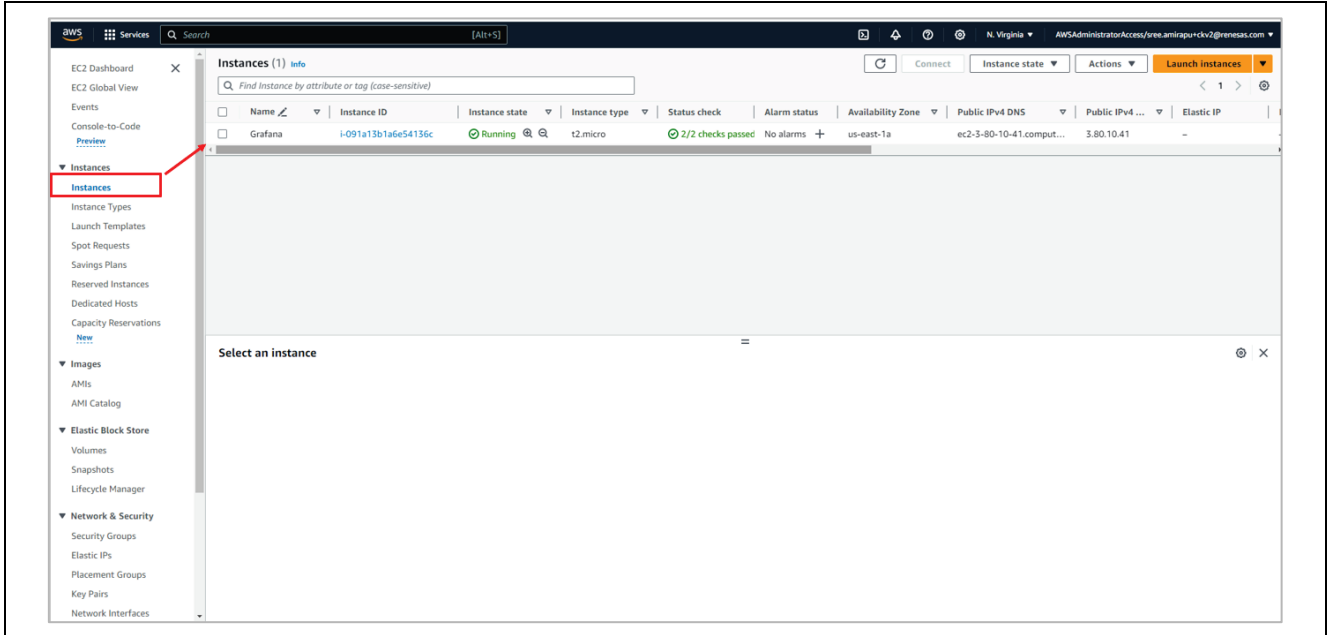 aws Services Search [Alt+S] N. Virginia AWSAdministratorAccess/sree.amirapu+ckv2@renesas.com
EC2 Dashboard
EC2 Global View
Events
Console-to-Code
Preview
Instances
Instances
Instance Types
Launch Templates
Spot Requests
Savings Plans
Reserved Instances
Dedicated Hosts
Capacity Reservations
New
Images
AMIs
AMI Catalog
Elastic Block Store
Volumes
Snapshots
Lifecycle Manager
Network & Security
Security Groups
Elastic IPs
Placement Groups
Key Pairs
Network Interfaces
Instances (1) Info Connect Instance state Actions Launch instances
Find Instance by attribute or tag (case-sensitive) 1
Name Instance ID Instance state Instance type Status check Alarm status Availability Zone Public IPv4 DNS Public IPv4 ... Elastic IP
Grafana i-091a13b1a6e54136c Running t2.micro 2/2 checks passed No alarms + us-east-1a ec2-3-80-10-41.comput... 3.80.10.41 –
Select an instance